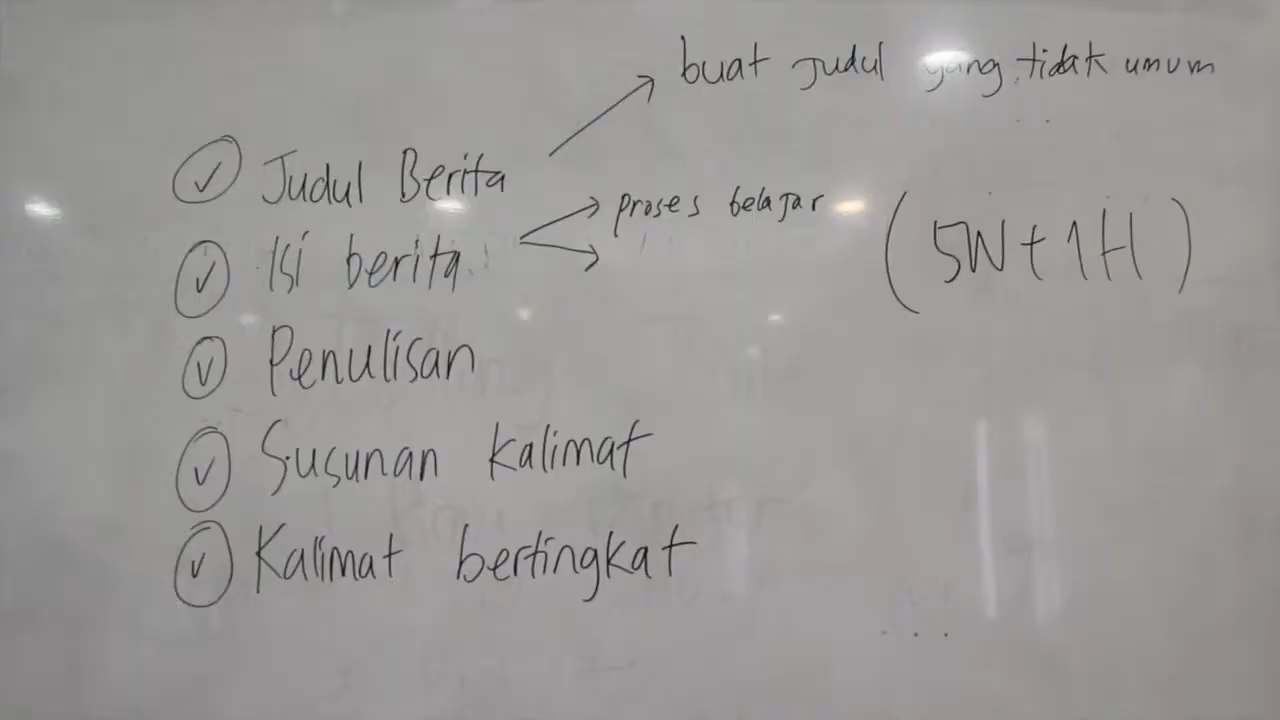 buat judul yang tidak umum
Judul Berita
proses belajar
Isi berita
(5W+1H)
Penulisan
Susunan kalimat
Kalimat bertingkat